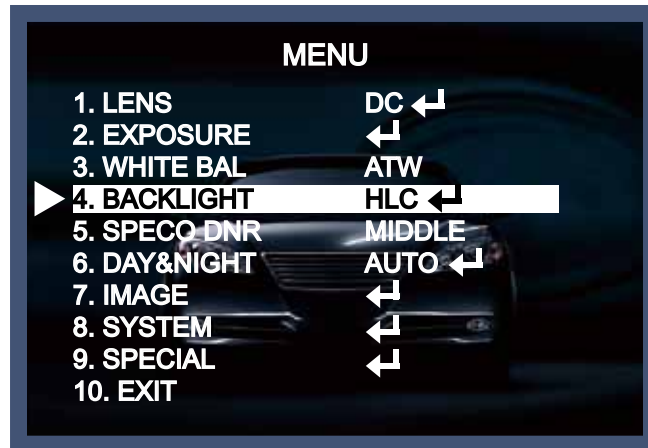 MENU
1. LENS DC ↵
2. EXPOSURE ↵
3. WHITE BAL ATW
4. BACKLIGHT HLC ↵
5. SPECO DNR MIDDLE
6. DAY&NIGHT AUTO ↵
7. IMAGE ↵
8. SYSTEM ↵
9. SPECIAL ↵
10. EXIT